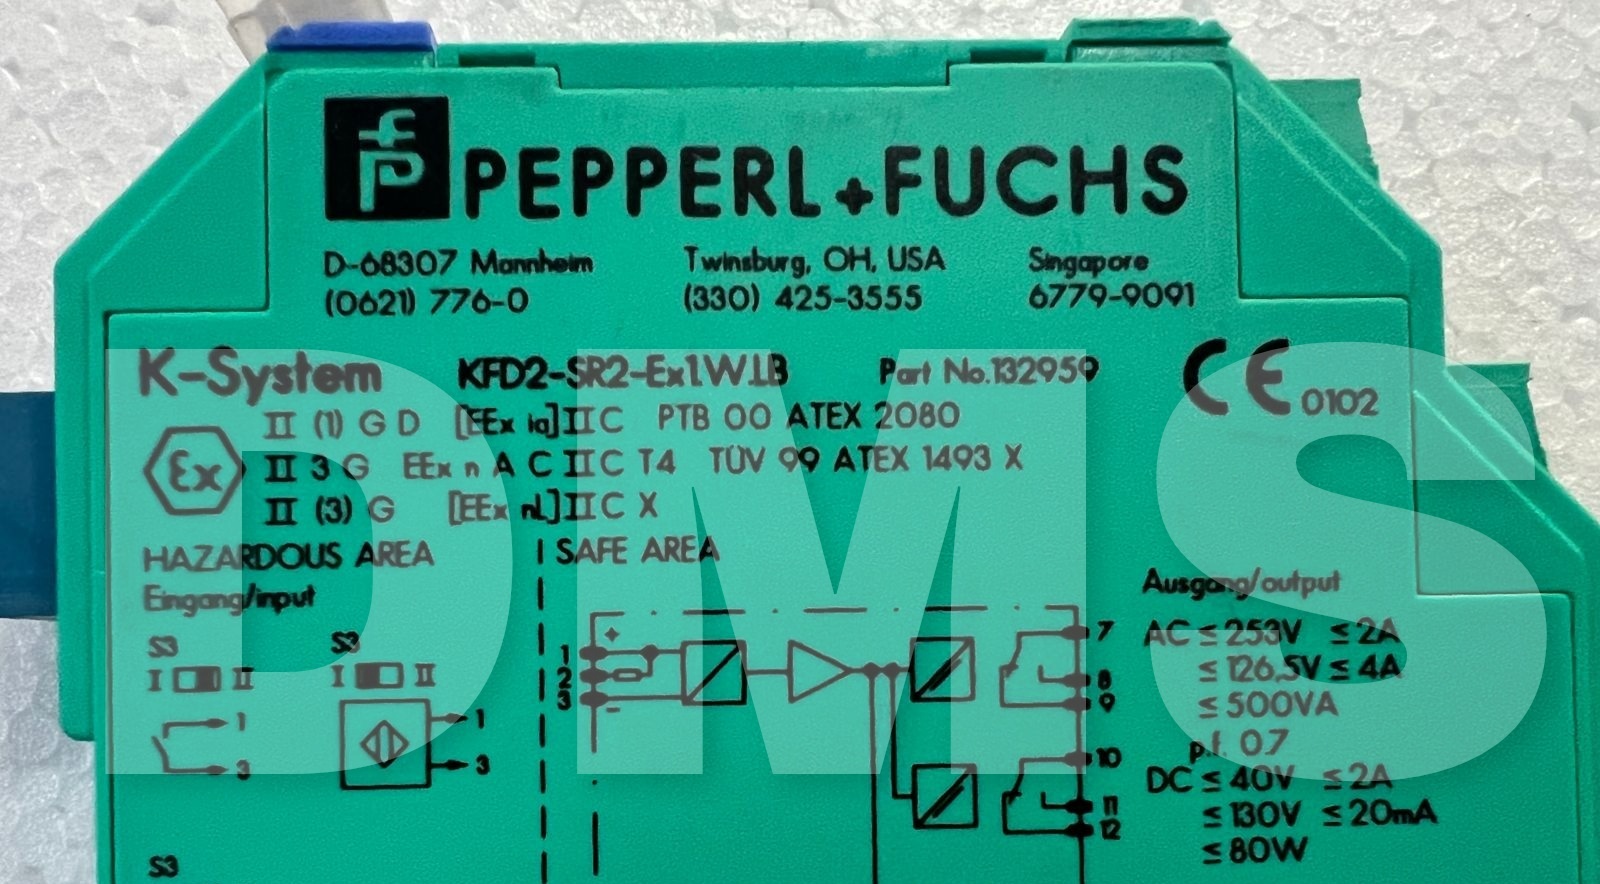 PEPPERL+FUCHS
D-68307 Mannheim Twinsburg, OH, USA Singapore
(0621) 776-0 (330) 425-3555 6779-9091
K-System KFD2-SR2-Ex1.W.LB Part No.132959 CE 0102
II (1) G D [EEx ia]IIC PTB 00 ATEX 2080
Ex II 3 G EEx n A C IIC T4 TÜV 99 ATEX 1493 X
II (3) G [EEx nL]IIC X
HAZARDOUS AREA SAFE AREA
Eingang/input
Ausgang/output
S3 S3
I II I II
1 1
3 3
S3
+
1
2
3
-
7
8
9
10
11
12
AC ≤ 253V ≤ 2A
≤ 126,5V ≤ 4A
≤ 500VA
p.f. 0.7
DC ≤ 40V ≤ 2A
≤ 130V ≤ 20mA
≤ 80W
DMS